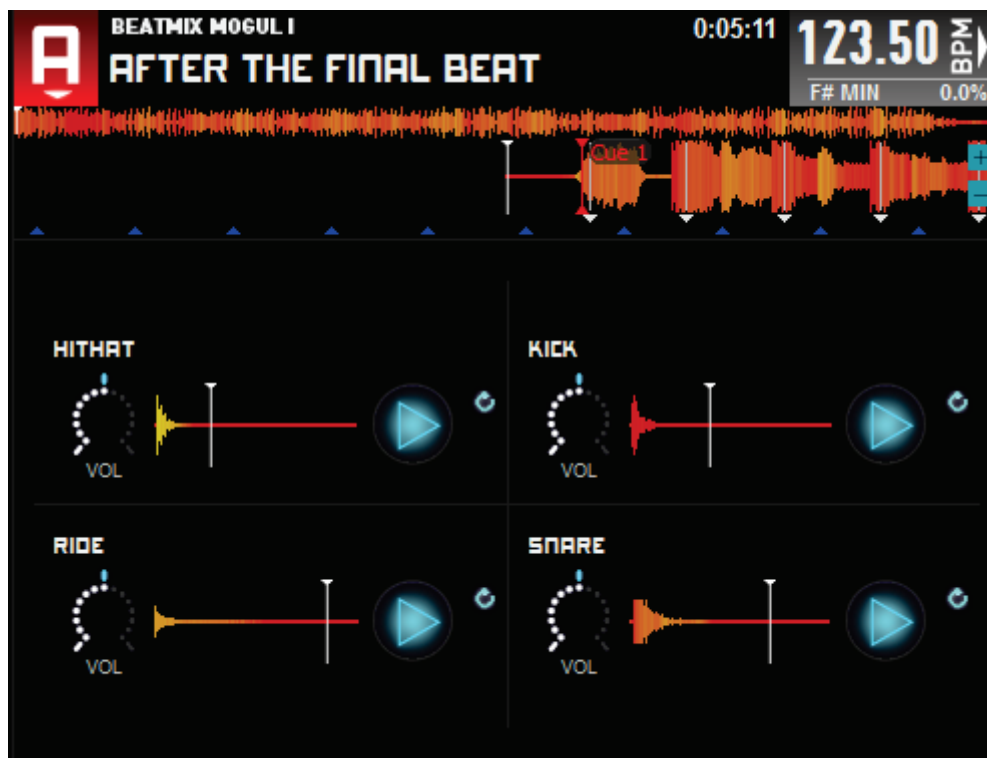 A
BEATMIX MOGUL I
AFTER THE FINAL BEAT
0:05:11
123.50 BPM
F# MIN 0.0%
Cue 1
+
−
HITHAT
VOL
KICK
VOL
RIDE
VOL
SNARE
VOL